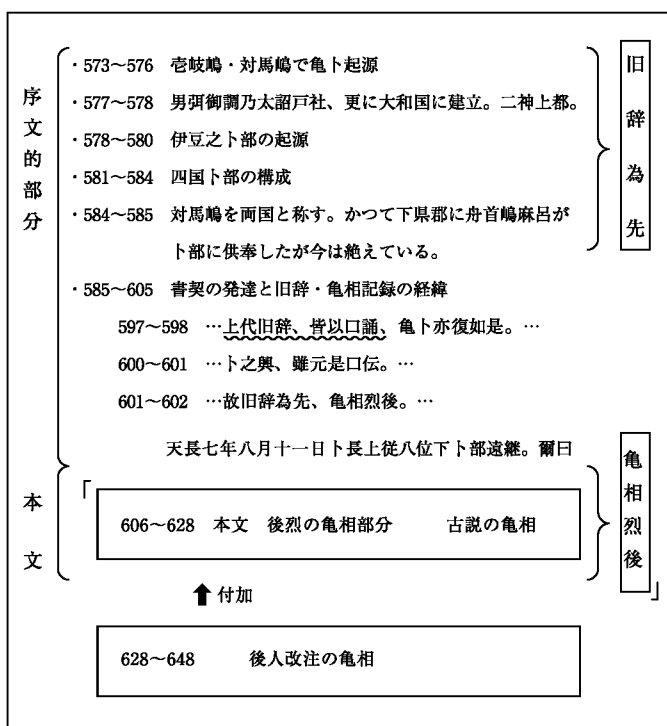 序文的部分
・573〜576 壱岐嶋・対馬嶋で亀卜起源
・577〜578 男弭御調乃太詔戸社、更に大和国に建立。二神上都。
・578〜580 伊豆之卜部の起源
・581〜584 四国卜部の構成
・584〜585 対馬嶋を両国と称す。かつて下県郡に舟首嶋麻呂が
卜部に供奉したが今は絶えている。
旧辞為先
・585〜605 書契の発達と旧辞・亀相記録の経緯
597〜598 …上代旧辞、皆以口誦、亀卜亦復如是。…
600〜601 …卜之興、雖元是口伝。…
601〜602 …故旧辞為先、亀相烈後。…
天長七年八月十一日卜長上従八位下卜部遠継。爾曰
本文
「
606〜628 本文 後烈の亀相部分 古説の亀相
亀相烈後
」
付加
628〜648 後人改注の亀相